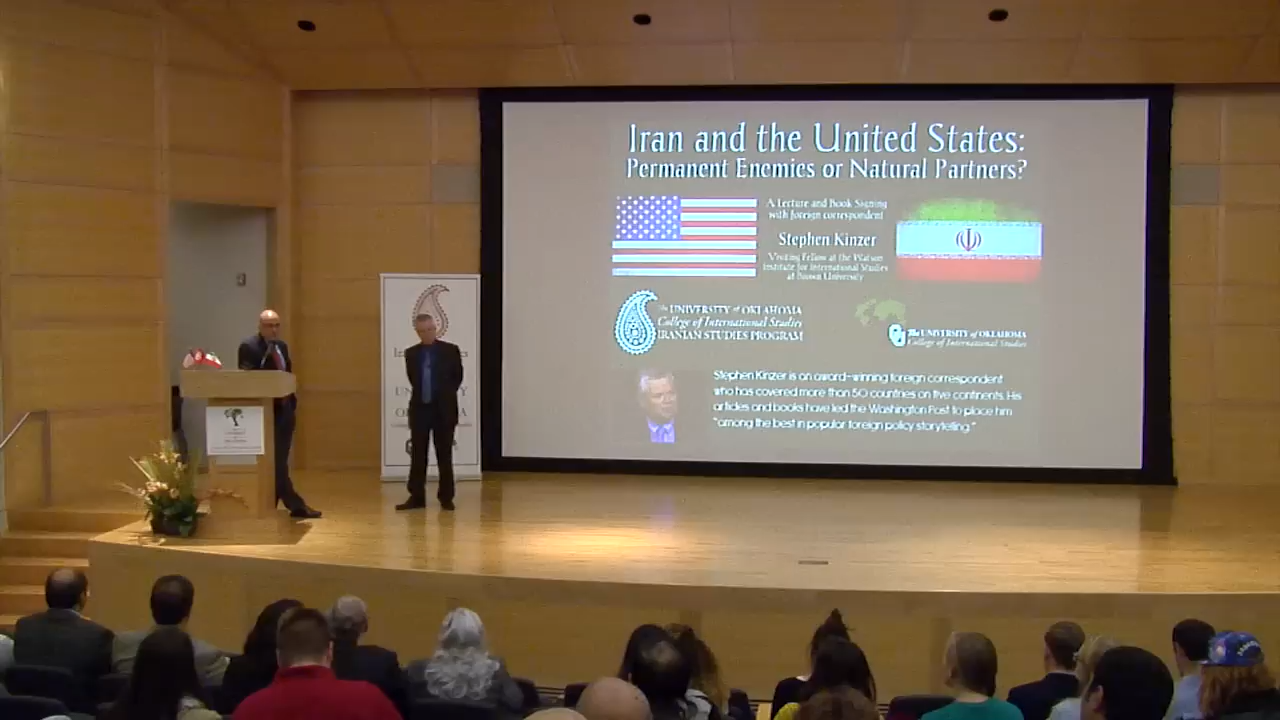 Iran and the United States:
Permanent Enemies or Natural Partners?
A Lecture and Book Signing
with foreign correspondent
Stephen Kinzer
Visiting Fellow at the Watson
Institute for International Studies
at Brown University
The UNIVERSITY of OKLAHOMA
College of International Studies
IRANIAN STUDIES PROGRAM
The UNIVERSITY of OKLAHOMA
College of International Studies
Stephen Kinzer is an award-winning foreign correspondent
who has covered more than 50 countries on five continents. His
articles and books have led the Washington Post to place him
"among the best in popular foreign policy storytelling."